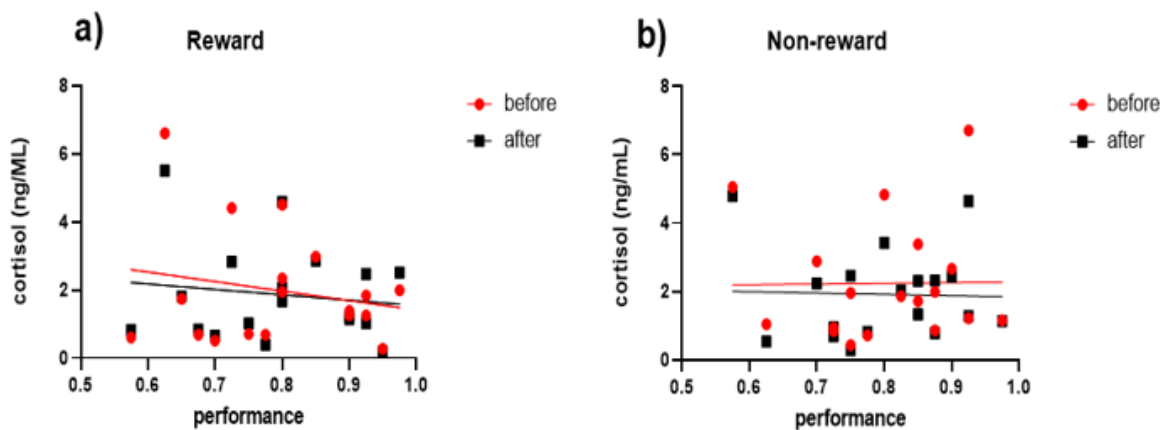 a)
Reward
before
after
8
6
4
2
0
0.5 0.6 0.7 0.8 0.9 1.0
cortisol (ng/ML)
performance
b)
Non-reward
before
after
8
6
4
2
0
0.5 0.6 0.7 0.8 0.9 1.0
cortisol (ng/mL)
performance